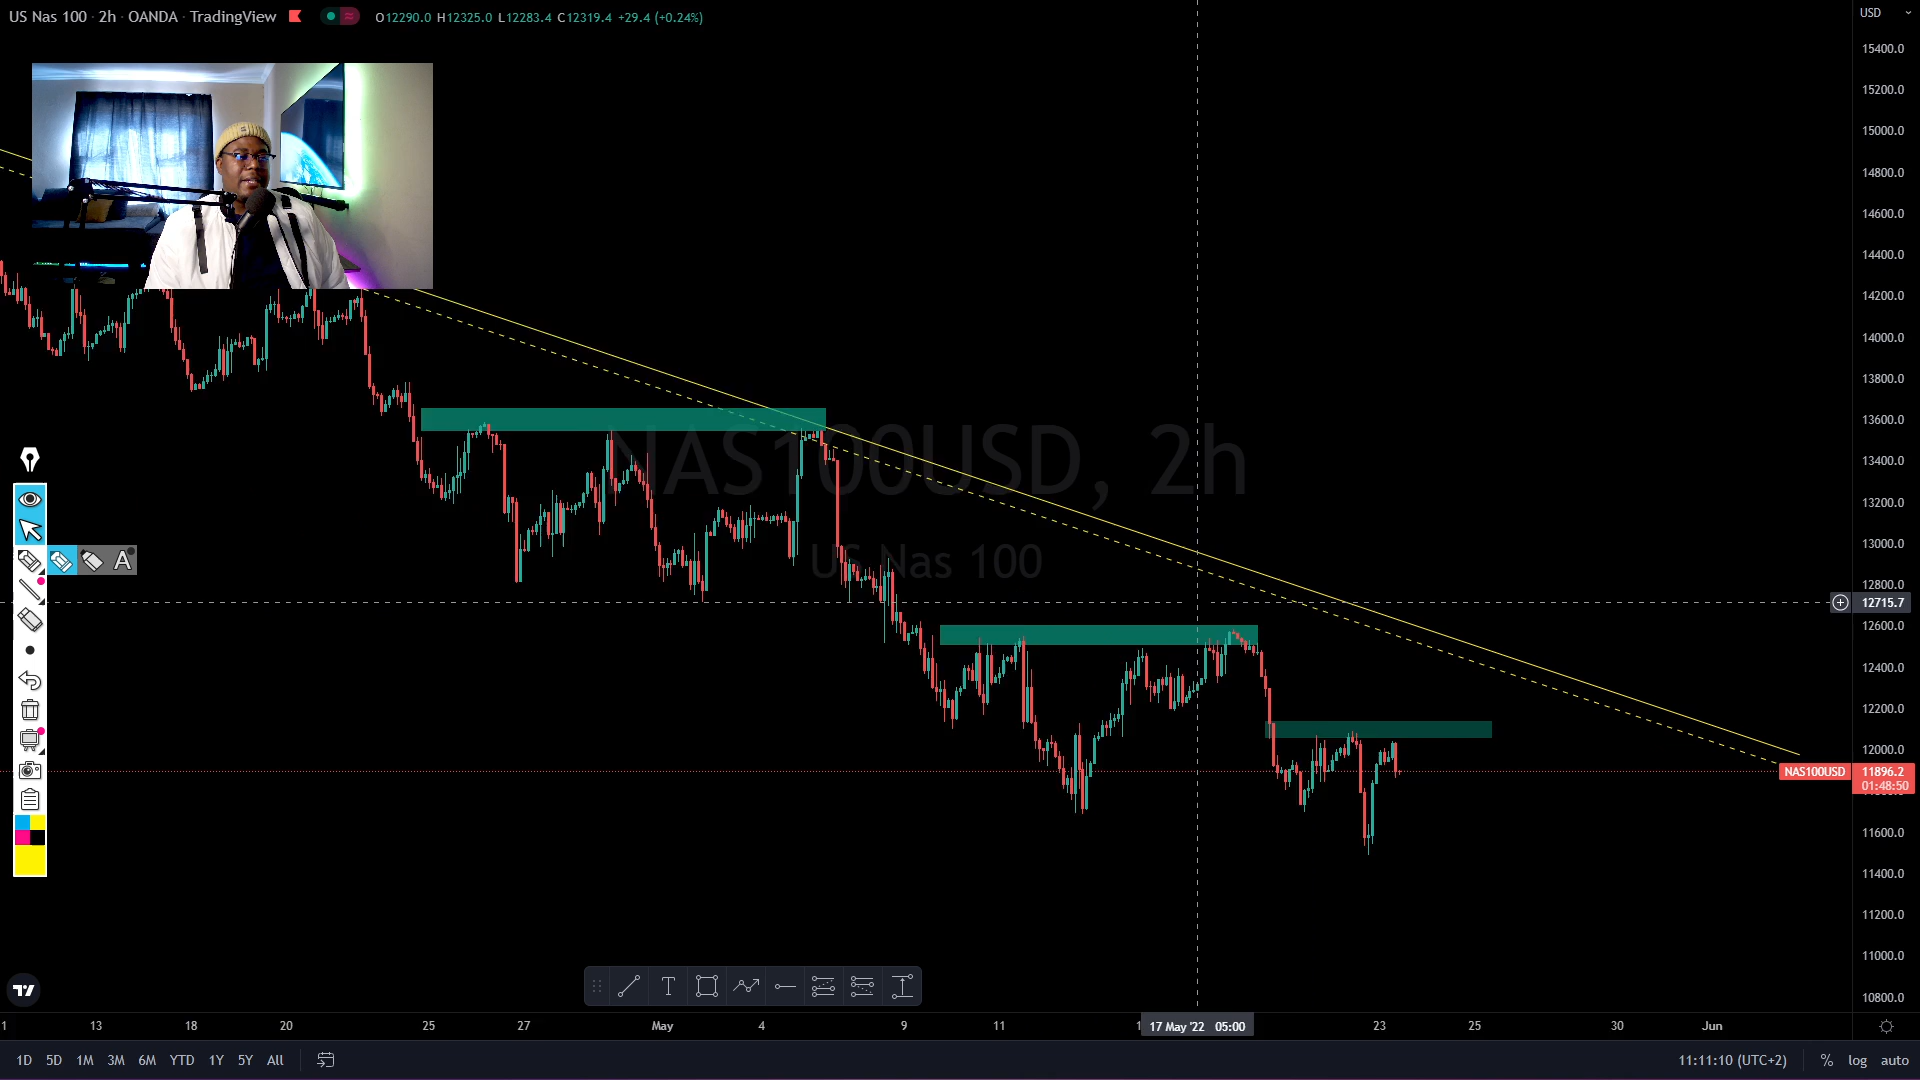 US Nas 100 · 2h · OANDA · TradingView O12290.0 H12325.0 L12283.4 C12319.4 +29.4 (+0.24%)
USD
15400.0
15200.0
15000.0
14800.0
14600.0
14400.0
14200.0
14000.0
13800.0
13600.0
13400.0
13200.0
13000.0
12800.0
12715.7
12600.0
12400.0
12200.0
12000.0
NAS100USD 11896.2
01:48:50
11600.0
11400.0
11200.0
11000.0
10800.0
NAS100USD, 2h
US Nas 100
A
T
1 13 18 20 25 27 May 4 9 11 17 May '22 05:00 23 25 30 Jun
1D 5D 1M 3M 6M YTD 1Y 5Y All 11:11:10 (UTC+2) % log auto